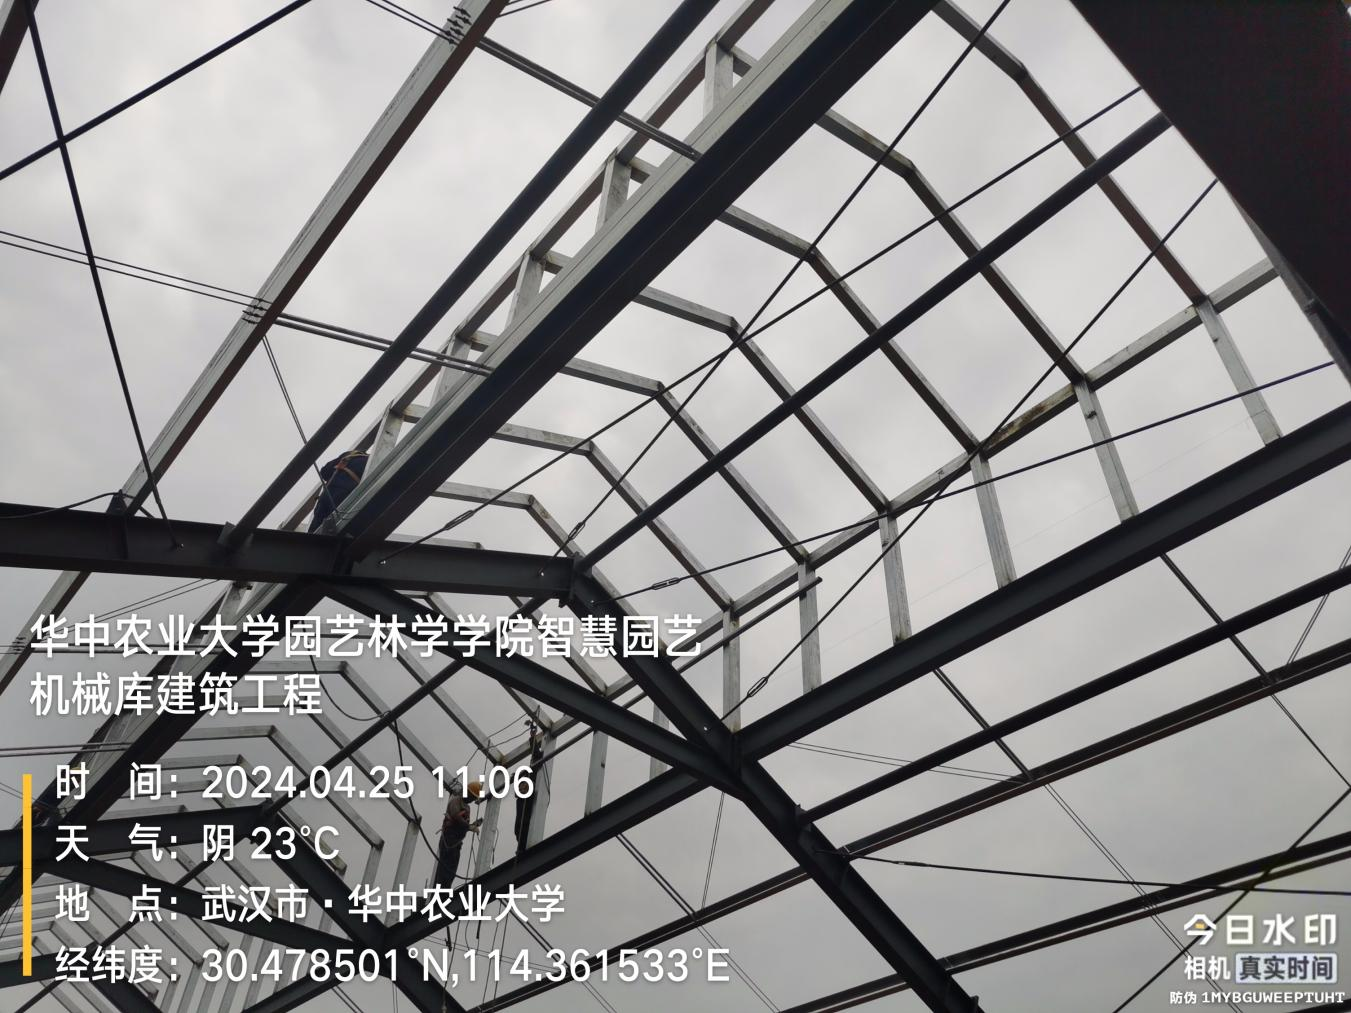 华中农业大学园艺林学学院智慧园艺
机械库建筑工程
时 间：2024.04.25 11:06
天 气：阴 23℃
地 点：武汉市·华中农业大学
经纬度：30.478501°N,114.361533°E
今日水印
相机 真实时间
防伪 1MYBGUWEEPTUHT